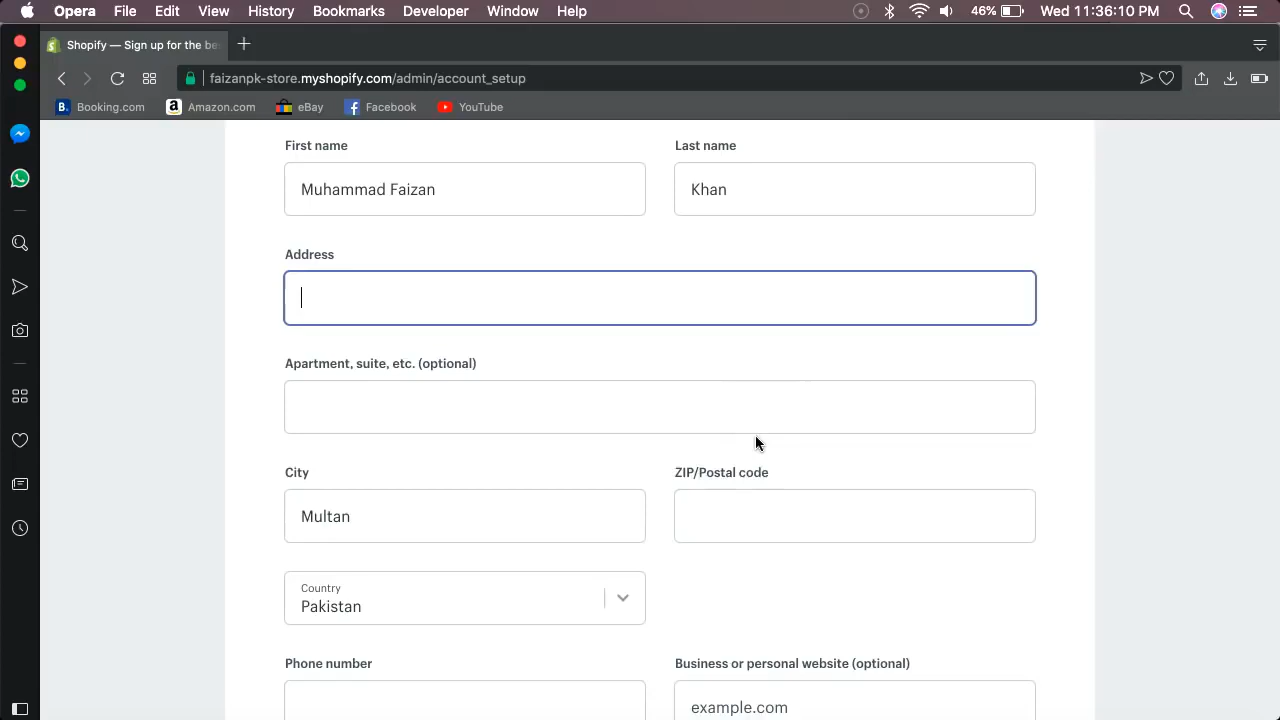 Opera File Edit View History Bookmarks Developer Window Help 46% Wed 11:36:10 PM
Shopify — Sign up for the be
faizanpk-store.myshopify.com/admin/account_setup
B. Booking.com a Amazon.com eBay Facebook YouTube
First name Last name
Muhammad Faizan Khan
Address
Apartment, suite, etc. (optional)
City ZIP/Postal code
Multan
Country
Pakistan
Phone number Business or personal website (optional)
example.com